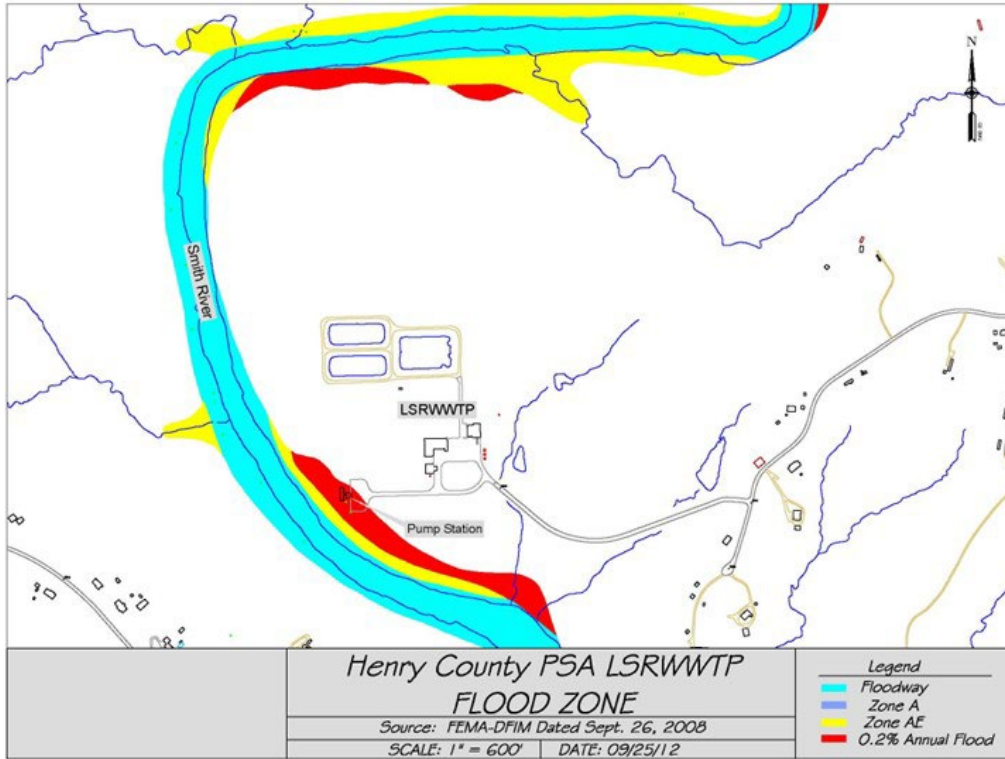 N
Smith River
LSRWWTP
Pump Station
Henry County PSA LSRWWTP
FLOOD ZONE
Source: FEMA-DFIM Dated Sept. 26, 2008
SCALE: 1" = 600'
DATE: 09/25/12
Legend
Floodway
Zone A
Zone AE
0.2% Annual Flood